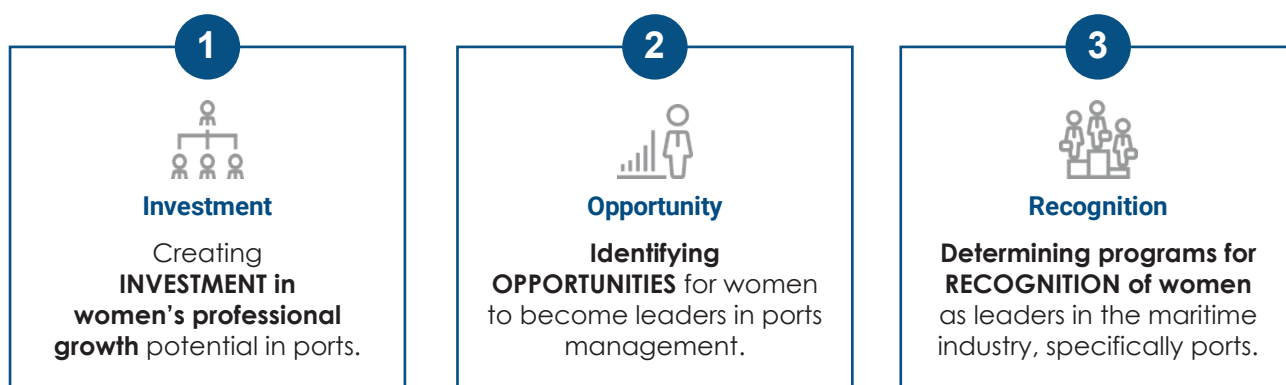 1
Investment
Creating
INVESTMENT in
women’s professional
growth potential in ports.
2
Opportunity
Identifying
OPPORTUNITIES for women
to become leaders in ports
management.
3
Recognition
Determining programs for
RECOGNITION of women
as leaders in the maritime
industry, specifically ports.